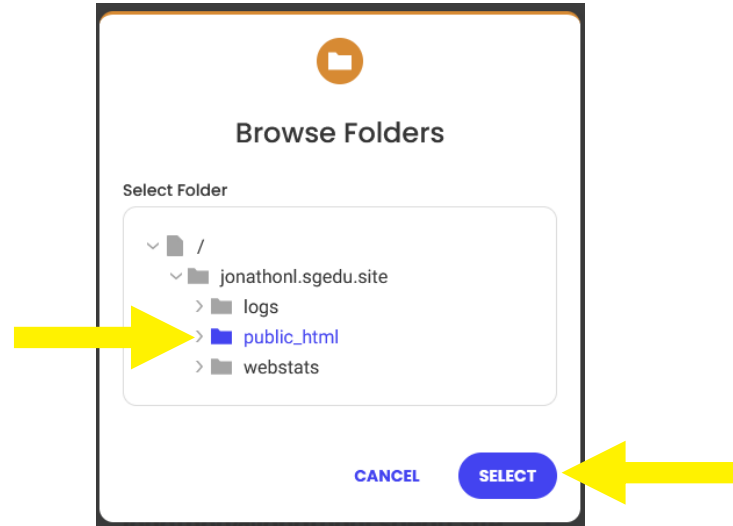 Browse Folders
Select Folder
/
jonathonl.sgedu.site
logs
public_html
webstats
CANCEL SELECT